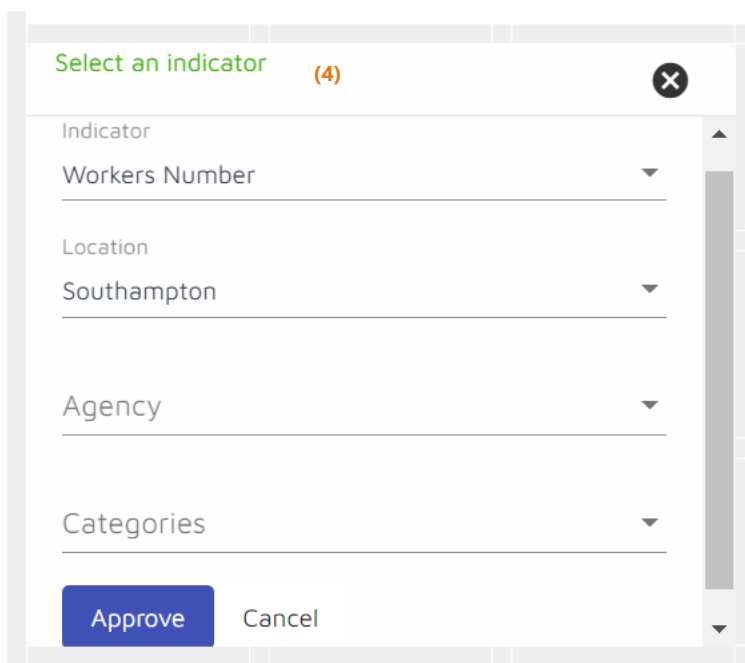 Select an indicator (4)
Indicator
Workers Number
Location
Southampton
Agency
Categories
Approve Cancel